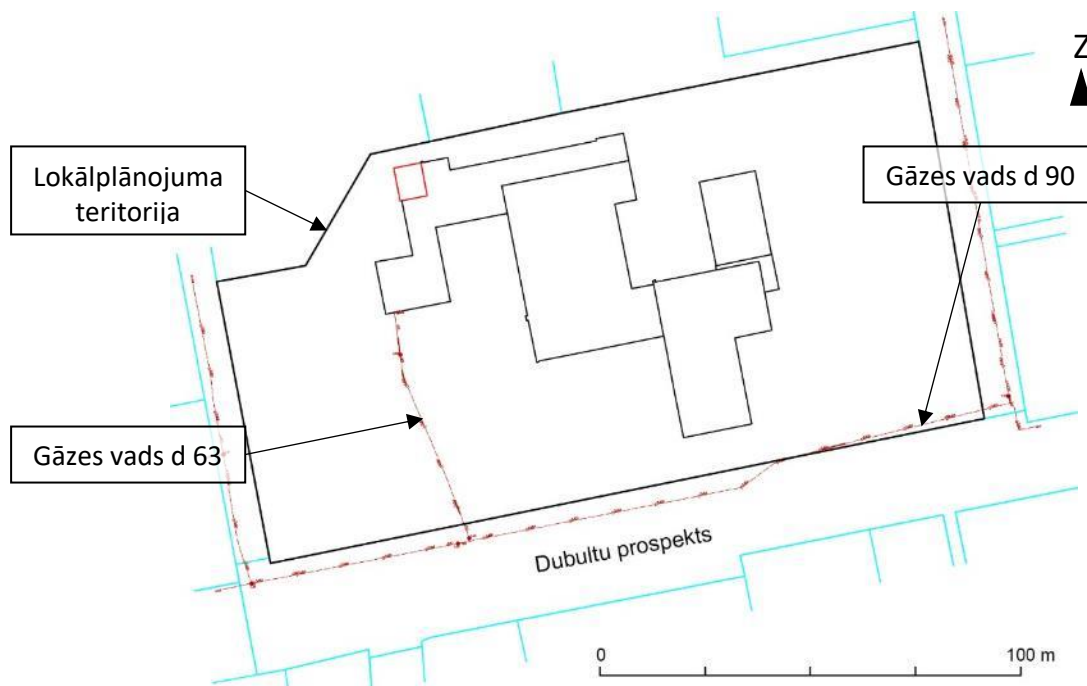 Z
Lokālplānojuma
teritorija
Gāzes vads d 90
Gāzes vads d 63
Dubultu prospekts
0
100 m